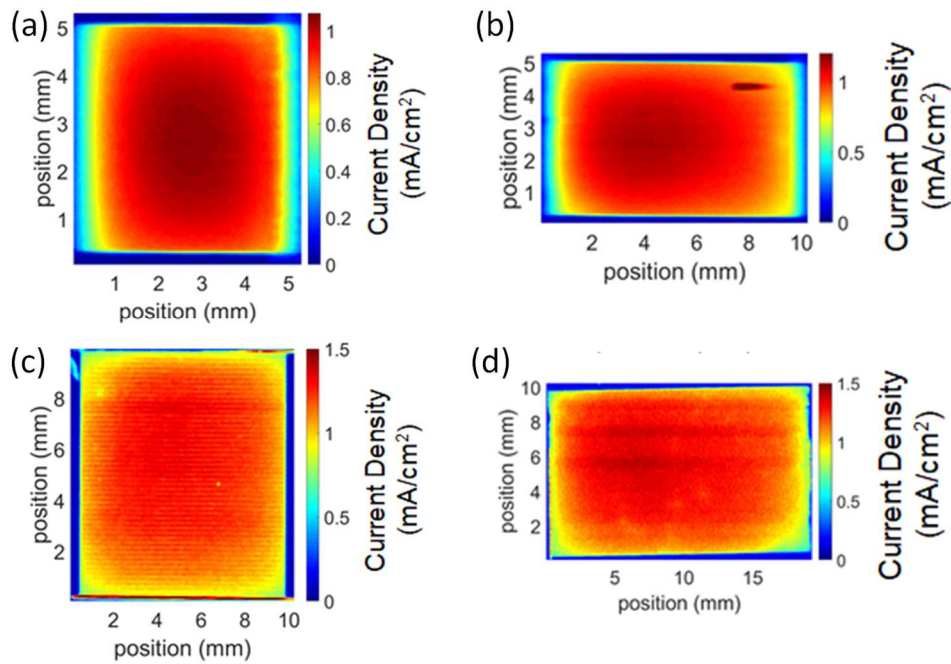 (a)
5
4
3
2
1
position (mm)
1 2 3 4 5
position (mm)
1
0.8
0.6
0.4
0.2
0
Current Density
(mA/cm²)
(b)
5
4
3
2
1
position (mm)
2 4 6 8 10
position (mm)
1
0.5
0
Current Density
(mA/cm²)
(c)
8
6
4
2
position (mm)
2 4 6 8 10
position (mm)
1.5
1
0.5
0
Current Density
(mA/cm²)
(d)
10
8
6
4
2
position (mm)
5 10 15
position (mm)
1.5
1
0.5
0
Current Density
(mA/cm²)